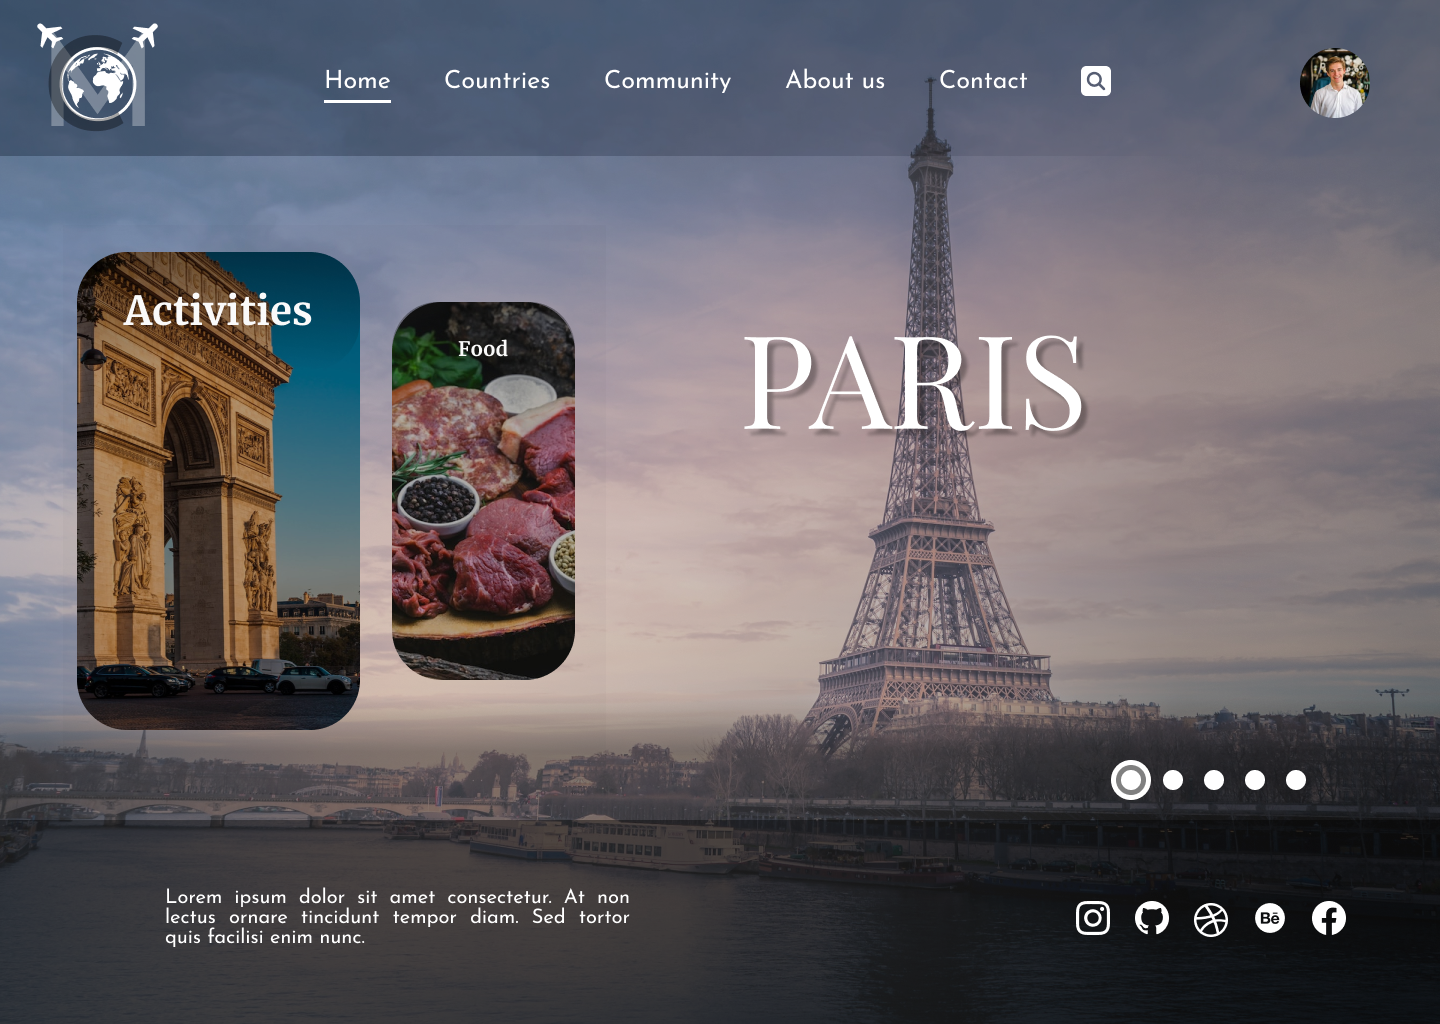 Home Countries Community About us Contact
Activities
Food
PARIS
Lorem ipsum dolor sit amet consectetur. At non
lectus ornare tincidunt tempor diam. Sed tortor
quis facilisi enim nunc.
Bē